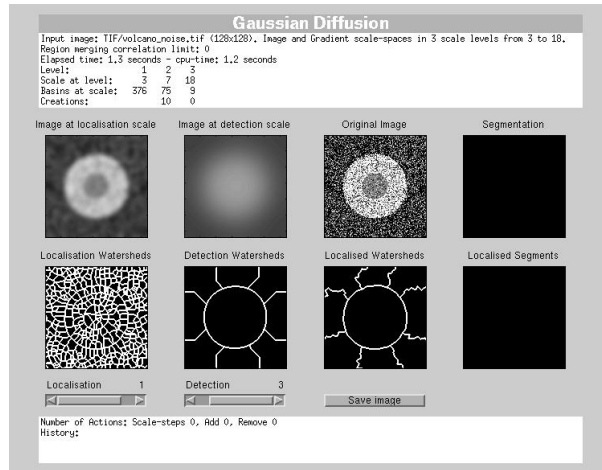 Gaussian Diffusion
Input image: TIF/volcano_noise.tif (128x128). Image and Gradient scale-spaces in 3 scale levels from 3 to 18.
Region merging correlation limit: 0
Elapsed time: 1.3 seconds - cpu-time: 1.2 seconds
Level: 1 2 3
Scale at level: 3 7 18
Basins at scale: 376 75 9
Creations: 10 0
Image at localisation scale Image at detection scale Original Image Segmentation
Localisation Watersheds Detection Watersheds Localised Watersheds Localised Segments
Localisation 1 Detection 3
Save image
Number of Actions: Scale-steps 0, Add 0, Remove 0
History: